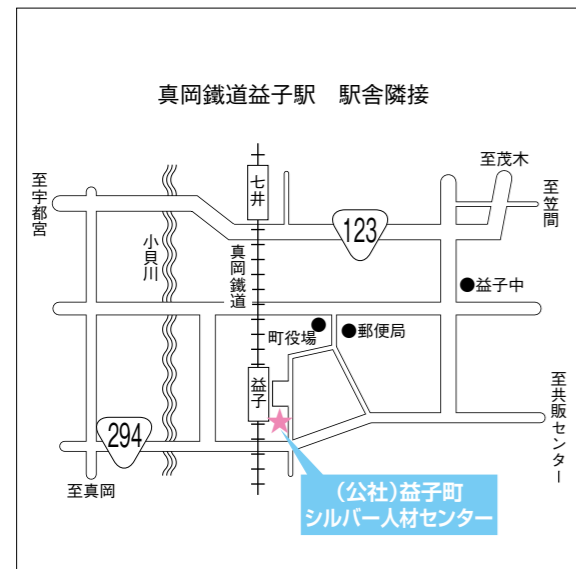 真岡鐵道益子駅　駅舎隣接
至茂木
至宇都宮
七井
至笠間
123
小貝川
真岡鐵道
益子中
町役場
郵便局
益子
至共販センター
294
至真岡
（公社）益子町
シルバー人材センター